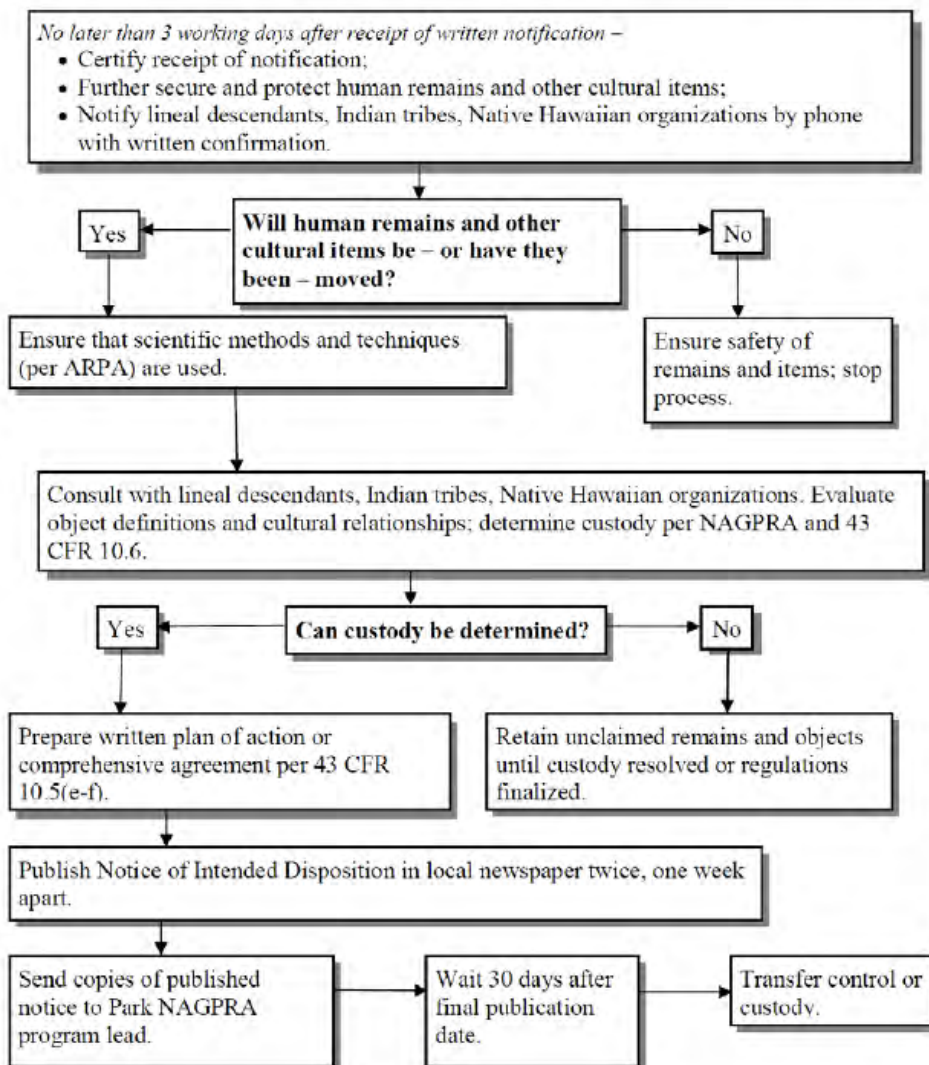 No later than 3 working days after receipt of written notification –
• Certify receipt of notification;
• Further secure and protect human remains and other cultural items;
• Notify lineal descendants, Indian tribes, Native Hawaiian organizations by phone
with written confirmation.
Yes
Will human remains and other
cultural items be – or have they
been – moved?
No
Ensure that scientific methods and techniques
(per ARPA) are used.
Ensure safety of
remains and items; stop
process.
Consult with lineal descendants, Indian tribes, Native Hawaiian organizations. Evaluate
object definitions and cultural relationships; determine custody per NAGPRA and 43
CFR 10.6.
Yes
Can custody be determined?
No
Prepare written plan of action or
comprehensive agreement per 43 CFR
10.5(e-f).
Retain unclaimed remains and objects
until custody resolved or regulations
finalized.
Publish Notice of Intended Disposition in local newspaper twice, one week
apart.
Send copies of published
notice to Park NAGPRA
program lead.
Wait 30 days after
final publication
date.
Transfer control or
custody.